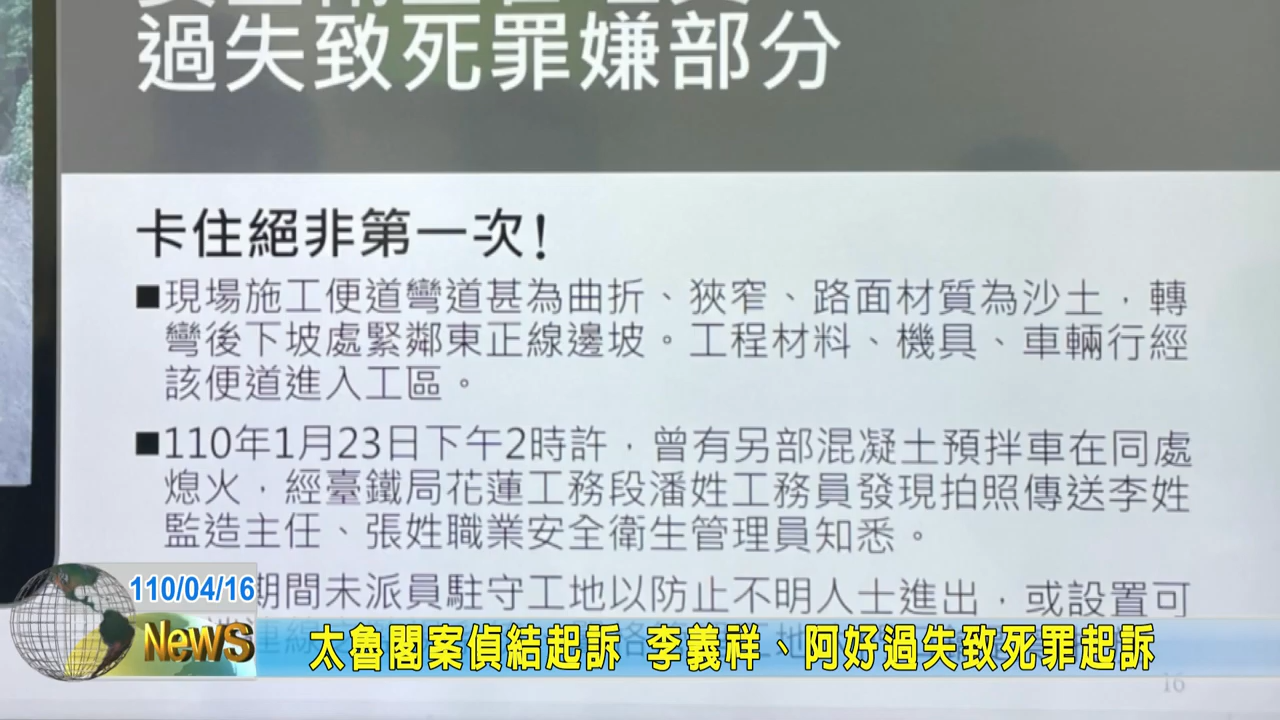 過失致死罪嫌部分
卡住絕非第一次!
■現場施工便道彎道甚為曲折、狹窄、路面材質為沙土，轉
彎後下坡處緊鄰東正線邊坡。工程材料、機具、車輛行經
該便道進入工區。
■110年1月23日下午2時許，曾有另部混凝土預拌車在同處
熄火，經臺鐵局花蓮工務段潘姓工務員發現拍照傳送李姓
監造主任、張姓職業安全衛生管理員知悉。
期間未派員駐守工地以防止不明人士進出，或設置可
110/04/16
NewS
太魯閣案偵結起訴 李義祥、阿好過失致死罪起訴
16